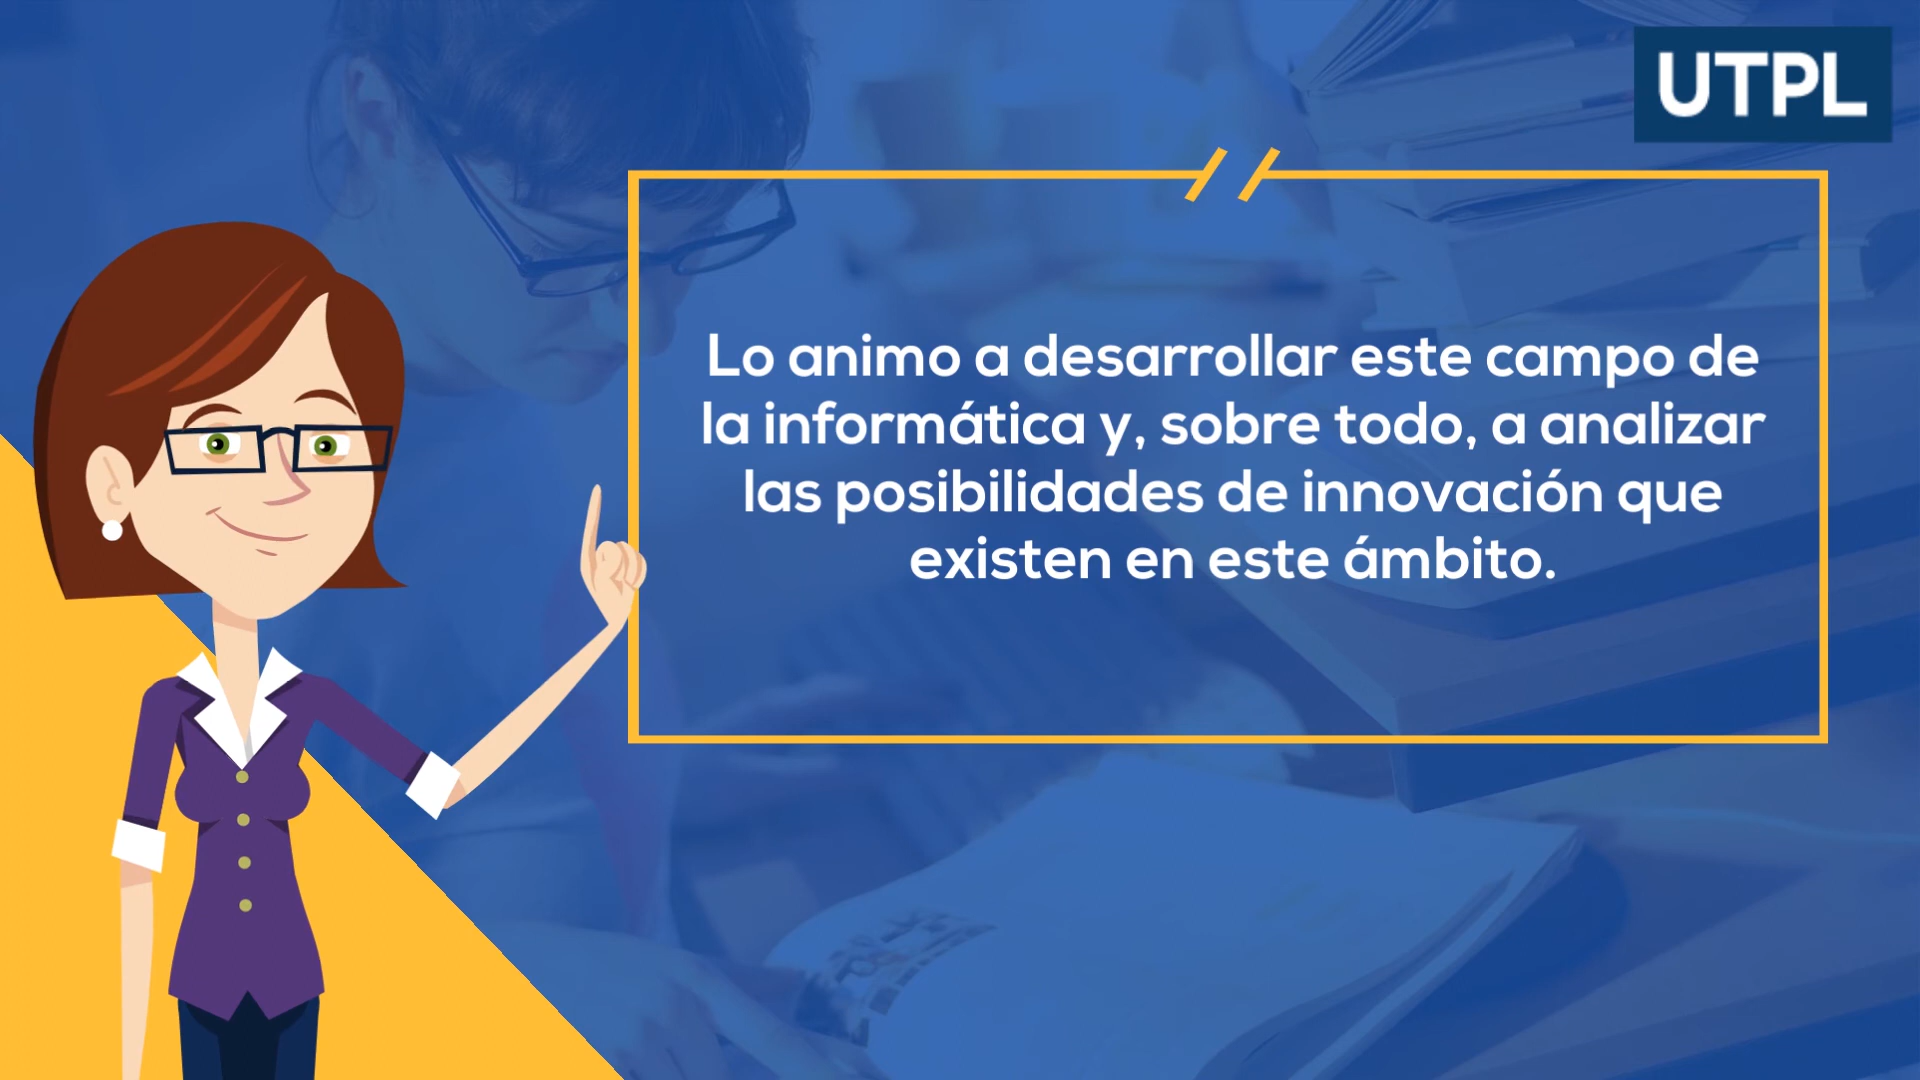 UTPL
Lo animo a desarrollar este campo de
la informática y, sobre todo, a analizar
las posibilidades de innovación que
existen en este ámbito.